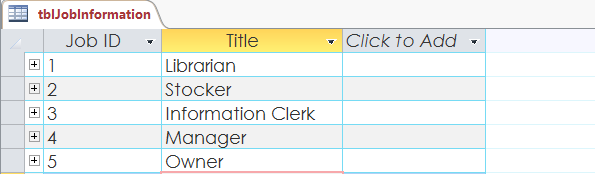 tblJobInformation
Job ID Title Click to Add
1 Librarian
2 Stocker
3 Information Clerk
4 Manager
5 Owner